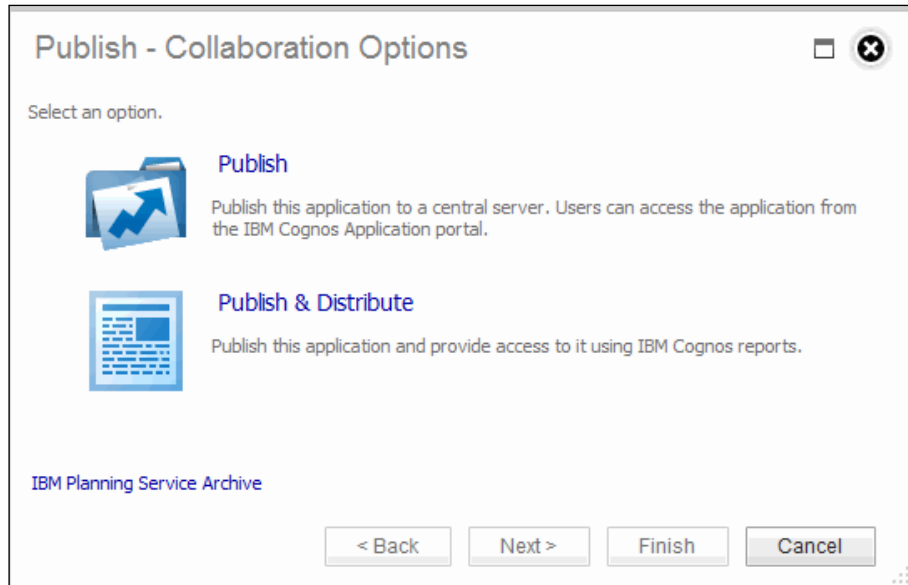 Publish - Collaboration Options
Select an option.
Publish
Publish this application to a central server. Users can access the application from
the IBM Cognos Application portal.
Publish & Distribute
Publish this application and provide access to it using IBM Cognos reports.
IBM Planning Service Archive
< Back Next > Finish Cancel